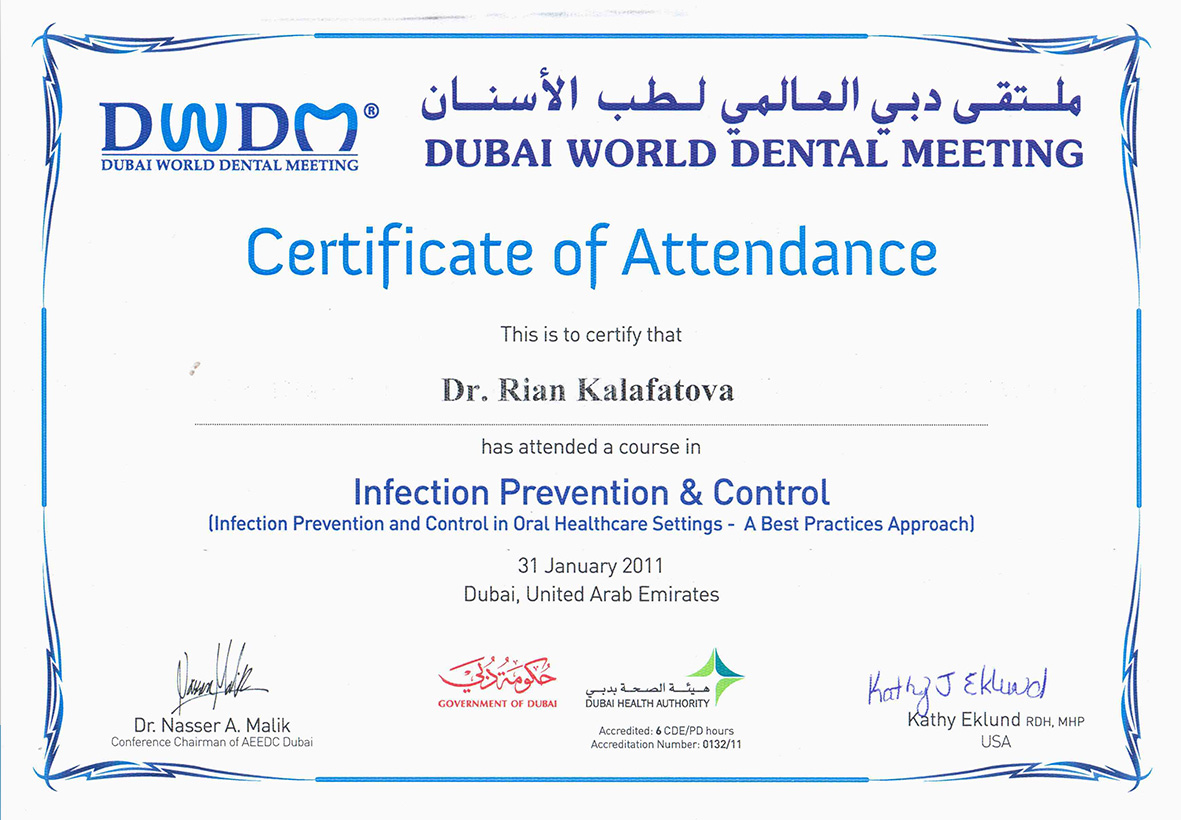 DWDM®
DUBAI WORLD DENTAL MEETING
ملتقى دبي العالمي لطب الأسنان
DUBAI WORLD DENTAL MEETING
Certificate of Attendance
This is to certify that
Dr. Rian Kalafatova
has attended a course in
Infection Prevention & Control
(Infection Prevention and Control in Oral Healthcare Settings - A Best Practices Approach)
31 January 2011
Dubai, United Arab Emirates
Dr. Nasser A. Malik
Conference Chairman of AEEDC Dubai
حكومة دبي
GOVERNMENT OF DUBAI
هيئة الصحة بدبي
DUBAI HEALTH AUTHORITY
Accredited: 6 CDE/PD hours
Accreditation Number: 0132/11
Kathy J Eklund
Kathy Eklund RDH, MHP
USA